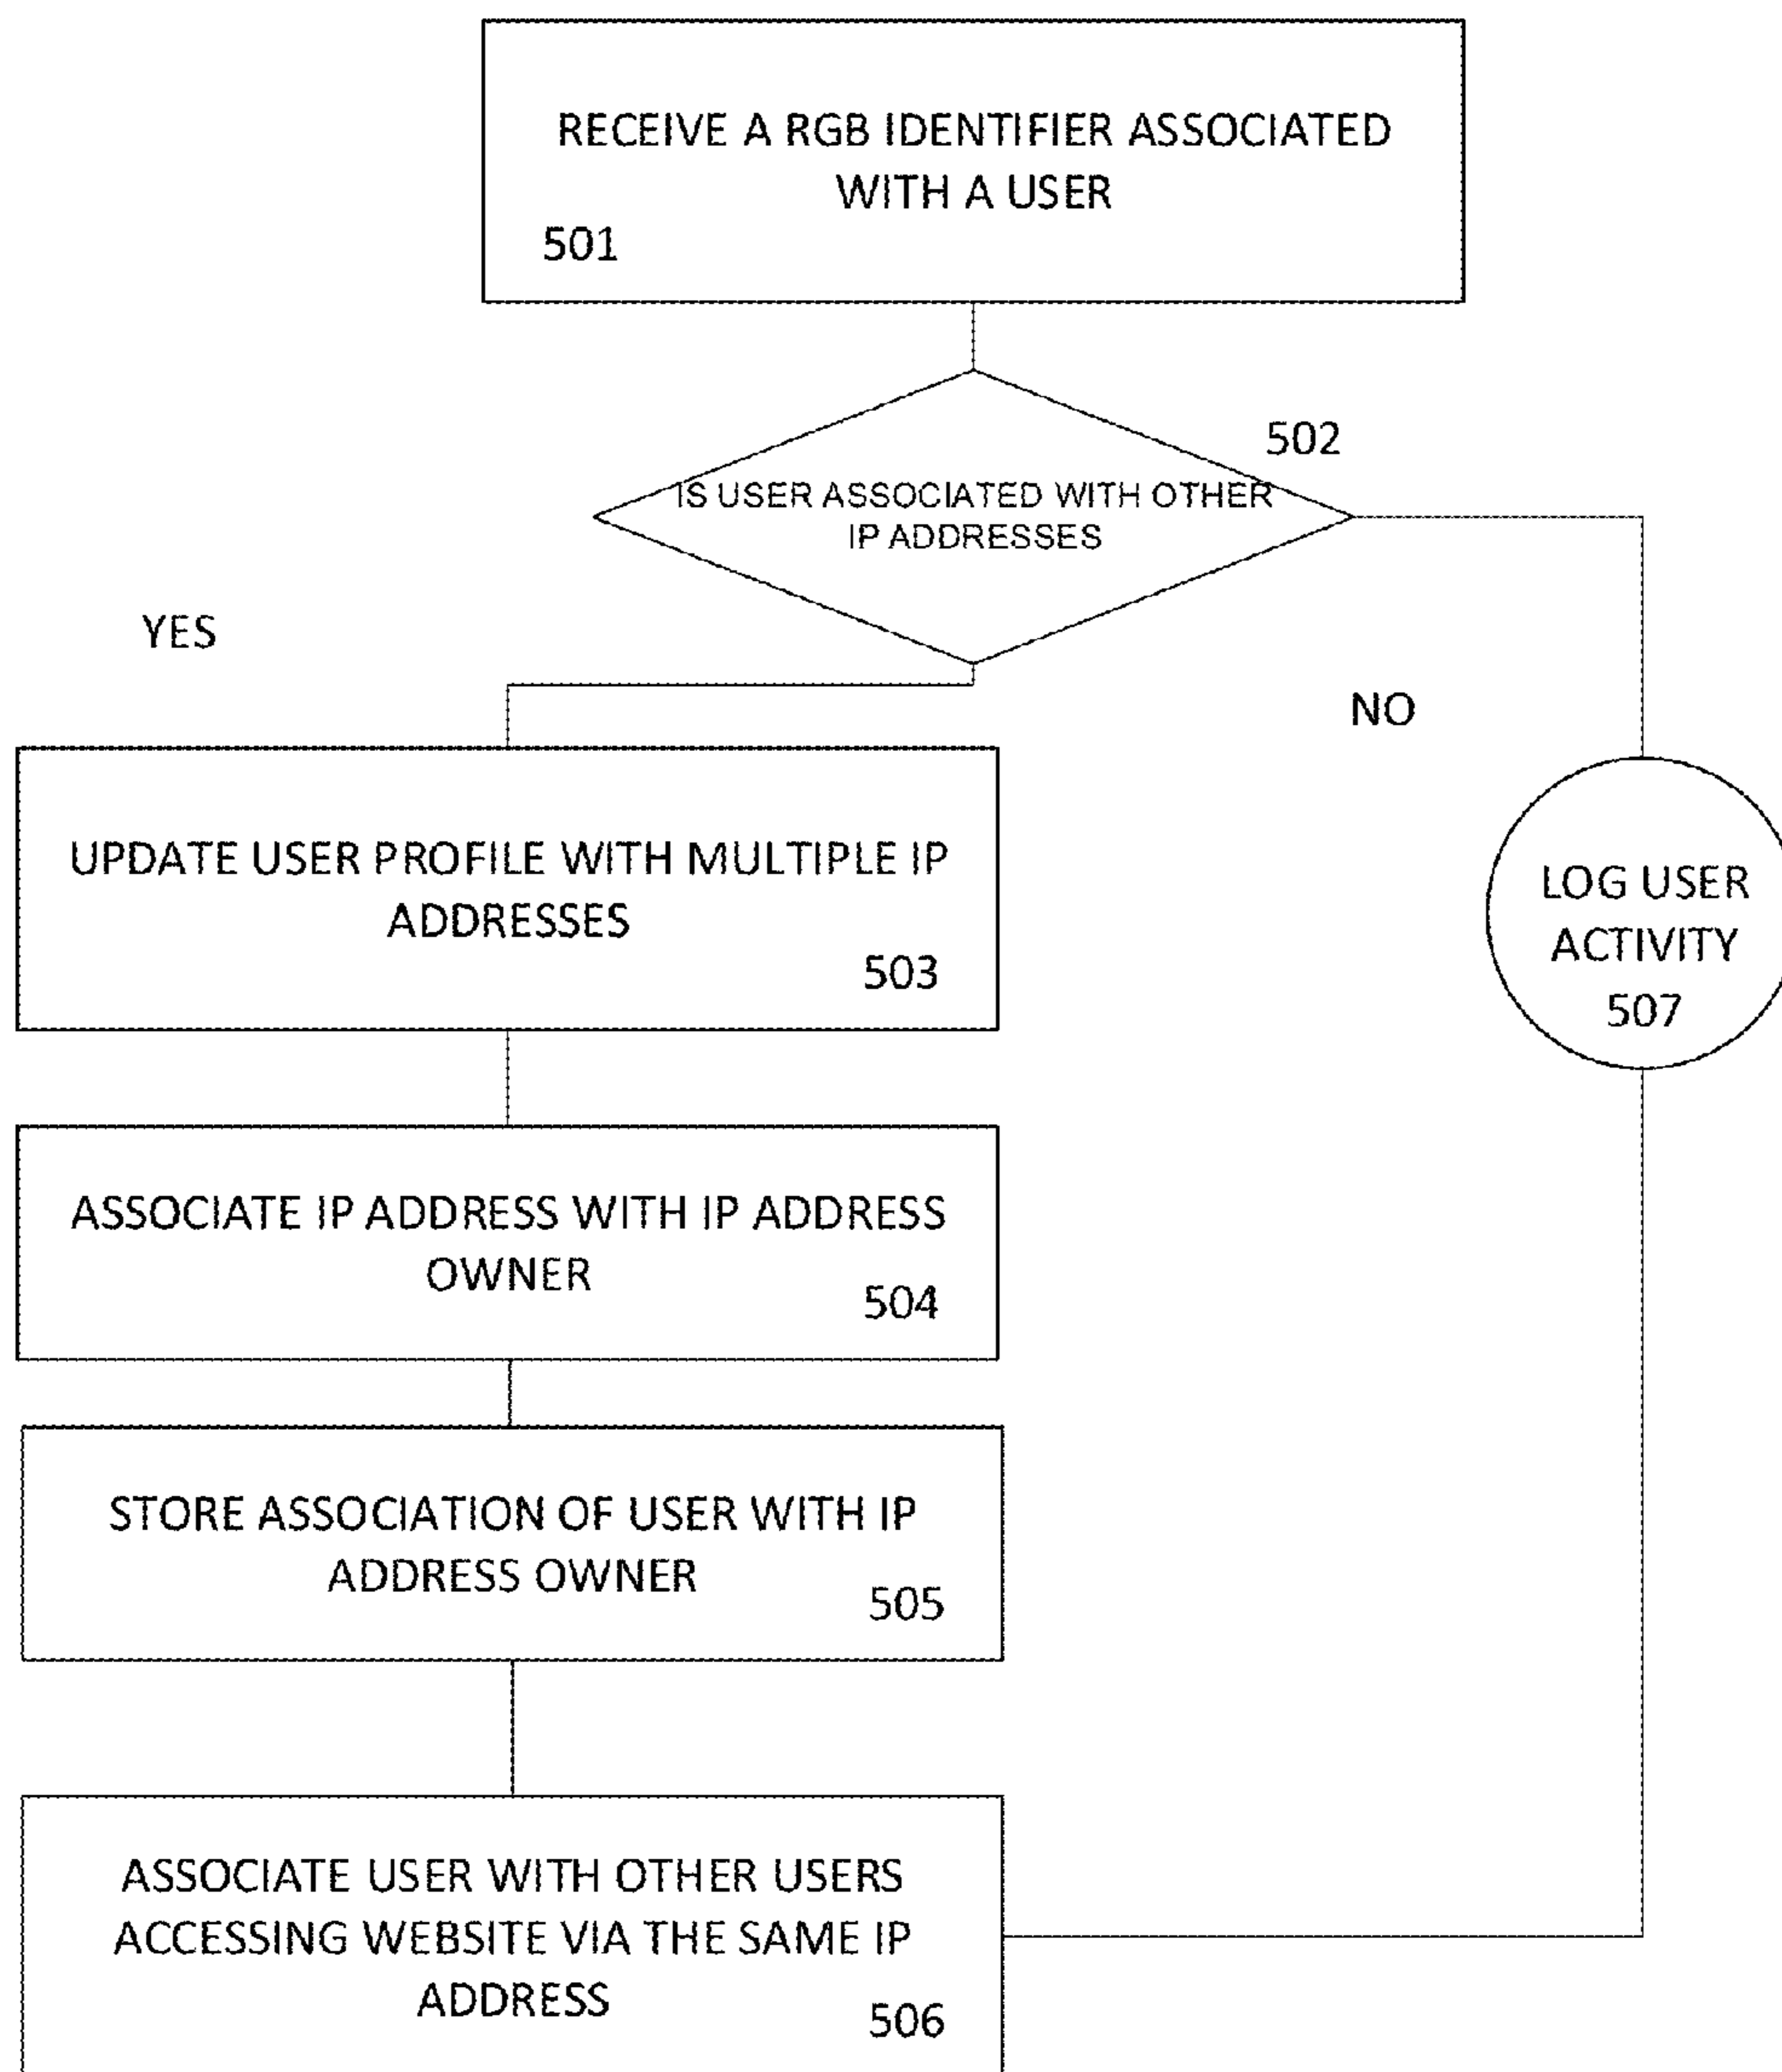 RECEIVE A RGB IDENTIFIER ASSOCIATED
WITH A USER
501
502
IS USER ASSOCIATED WITH OTHER
IP ADDRESSES
YES
NO
UPDATE USER PROFILE WITH MULTIPLE IP
ADDRESSES
503
LOG USER
ACTIVITY
507
ASSOCIATE IP ADDRESS WITH IP ADDRESS
OWNER
504
STORE ASSOCIATION OF USER WITH IP
ADDRESS OWNER
505
ASSOCIATE USER WITH OTHER USERS
ACCESSING WEBSITE VIA THE SAME IP
ADDRESS
506